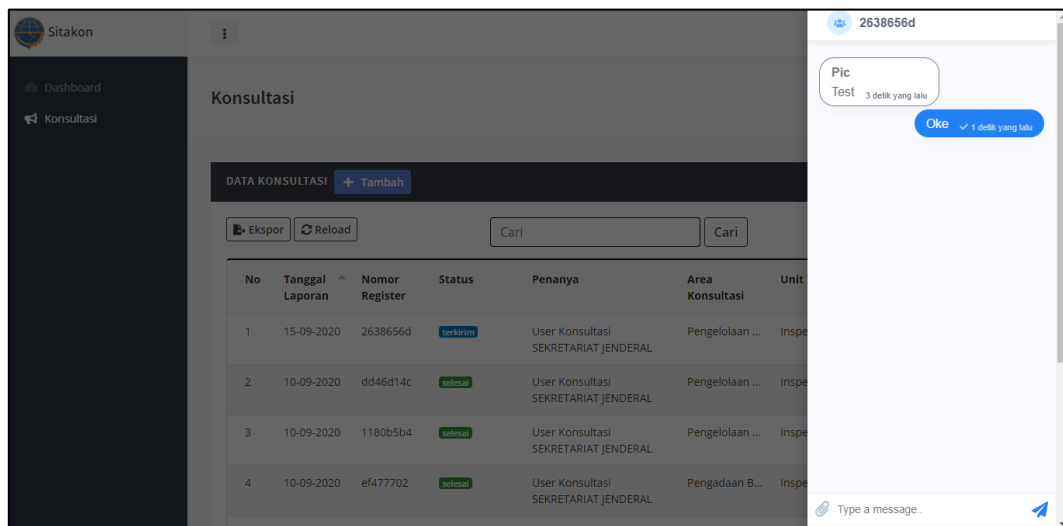 Sitakon
Dashboard
Konsultasi
Konsultasi
DATA KONSULTASI + Tambah
Ekspor Reload Cari Cari
No Tanggal Laporan Nomor Register Status Penanya Area Konsultasi Unit
1 15-09-2020 2638656d terkirim User Konsultasi SEKRETARIAT JENDERAL Pengelolaan ... Inspe
2 10-09-2020 dd46d14c selesai User Konsultasi SEKRETARIAT JENDERAL Pengelolaan ... Inspe
3 10-09-2020 1180b5b4 selesai User Konsultasi SEKRETARIAT JENDERAL Pengelolaan ... Inspe
4 10-09-2020 ef477702 selesai User Konsultasi SEKRETARIAT JENDERAL Pengadaan B... Inspe
2638656d
Pic
Test 3 detik yang lalu
Oke 1 detik yang lalu
Type a message..